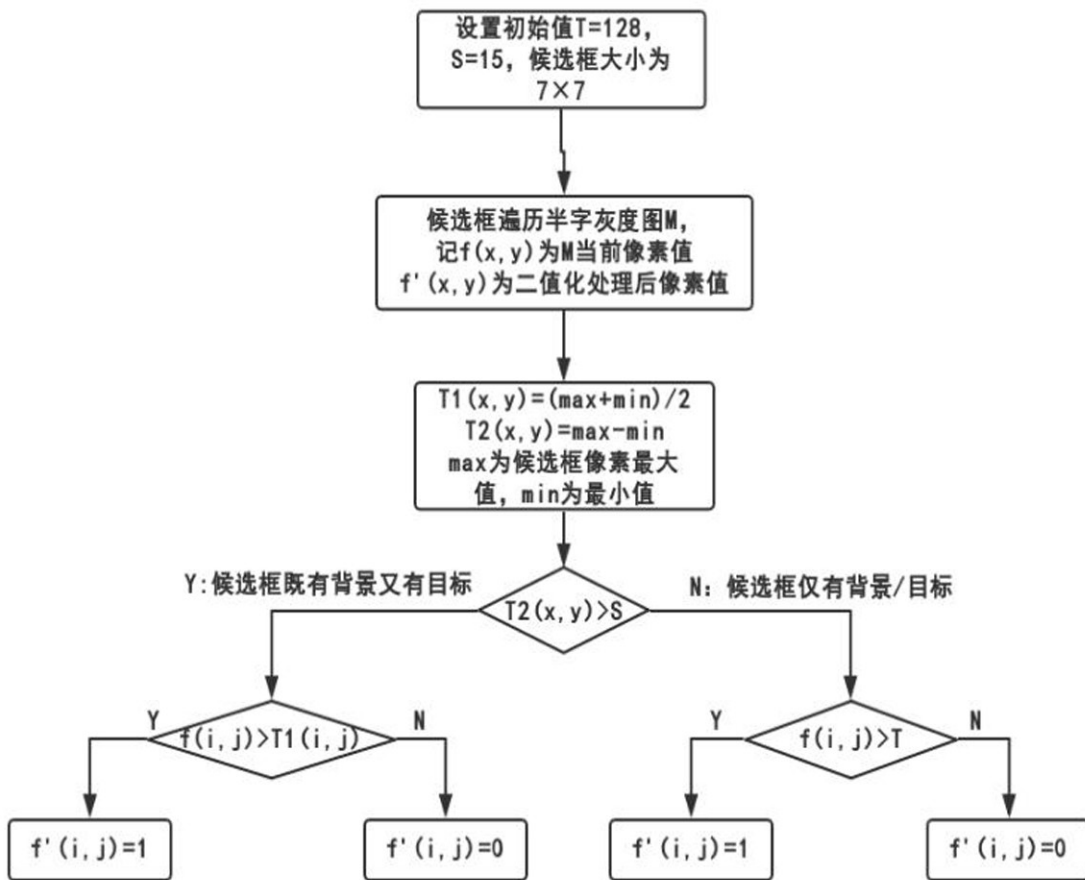 设置初始值T=128,
S=15, 候选框大小为
7×7
候选框遍历半字灰度图M,
记f(x,y)为M当前像素值
f'(x,y)为二值化处理后像素值
T1(x,y)=(max+min)/2
T2(x,y)=max-min
max为候选框像素最大
值, min为最小值
Y:候选框既有背景又有目标
N: 候选框仅有背景/目标
T2(x,y)>S
Y
N
Y
N
f(i,j)>T1(i,j)
f(i,j)>T
f'(i,j)=1
f'(i,j)=0
f'(i,j)=1
f'(i,j)=0